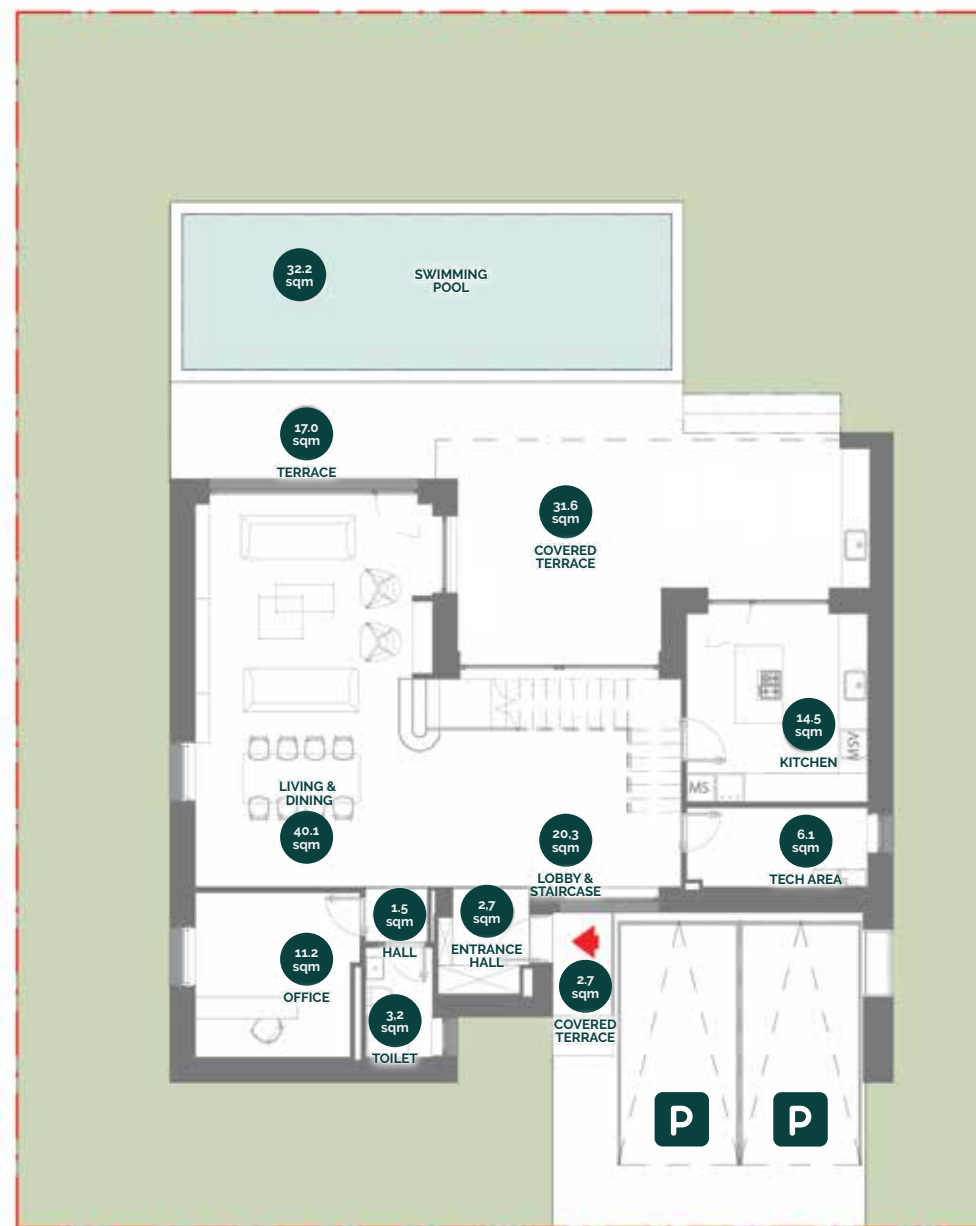 32.2
sqm
SWIMMING
POOL
17.0
sqm
TERRACE
31.6
sqm
COVERED
TERRACE
14.5
sqm
KITCHEN
MSV
MS
LIVING &
DINING
40.1
sqm
20,3
sqm
LOBBY &
STAIRCASE
6.1
sqm
TECH AREA
1.5
sqm
HALL
2,7
sqm
ENTRANCE
HALL
11.2
sqm
OFFICE
2.7
sqm
COVERED
TERRACE
3,2
sqm
TOILET
P
P